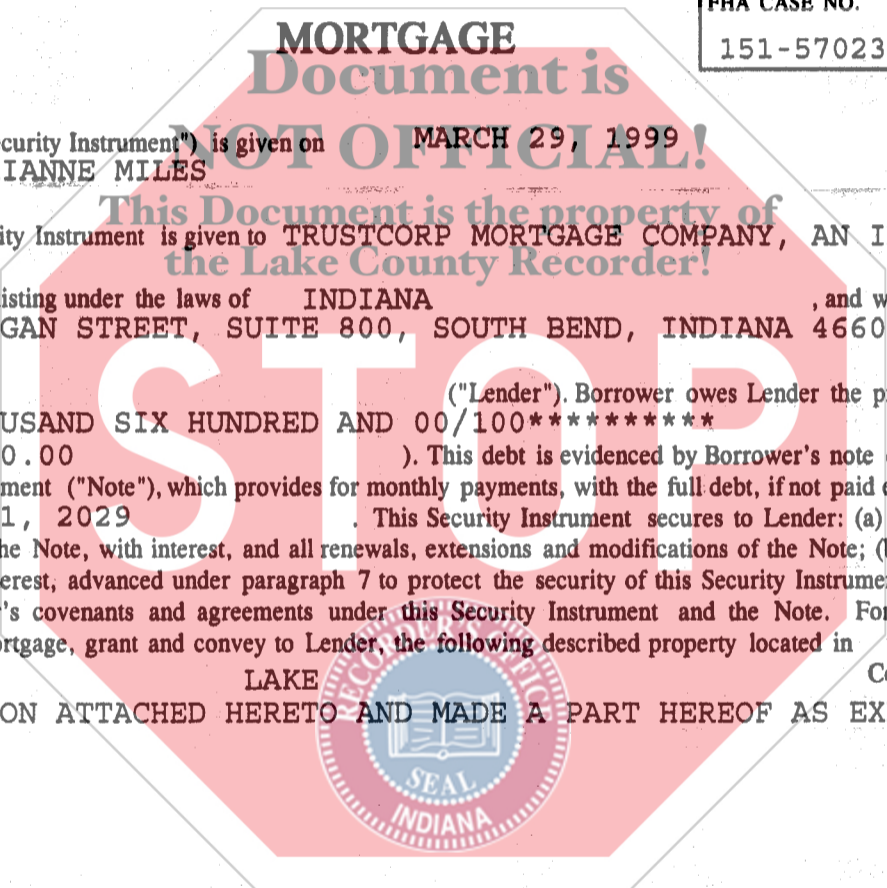 FHA CASE NO.
MORTGAGE
151-57023
Document is
curity Instrument") is given on MARCH 29, 1999
NOT OFFICIAL!
IANNE MILES
This Document is the property of
ity Instrument is given to TRUSTCORP MORTGAGE COMPANY, AN I
the Lake County Recorder!
isting under the laws of INDIANA , and w
GAN STREET, SUITE 800, SOUTH BEND, INDIANA 4660
STOP
("Lender"). Borrower owes Lender the p
USAND SIX HUNDRED AND 00/100**********
0.00 ). This debt is evidenced by Borrower's note
ment ("Note"), which provides for monthly payments, with the full debt, if not paid e
1, 2029 . This Security Instrument secures to Lender: (a)
he Note, with interest, and all renewals, extensions and modifications of the Note; (
erest, advanced under paragraph 7 to protect the security of this Security Instrume
's covenants and agreements under this Security Instrument and the Note. For
rtgage, grant and convey to Lender, the following described property located in
LAKE Co
ON ATTACHED HERETO AND MADE A PART HEREOF AS EX
RECORDER'S OFFICE
SEAL
INDIANA